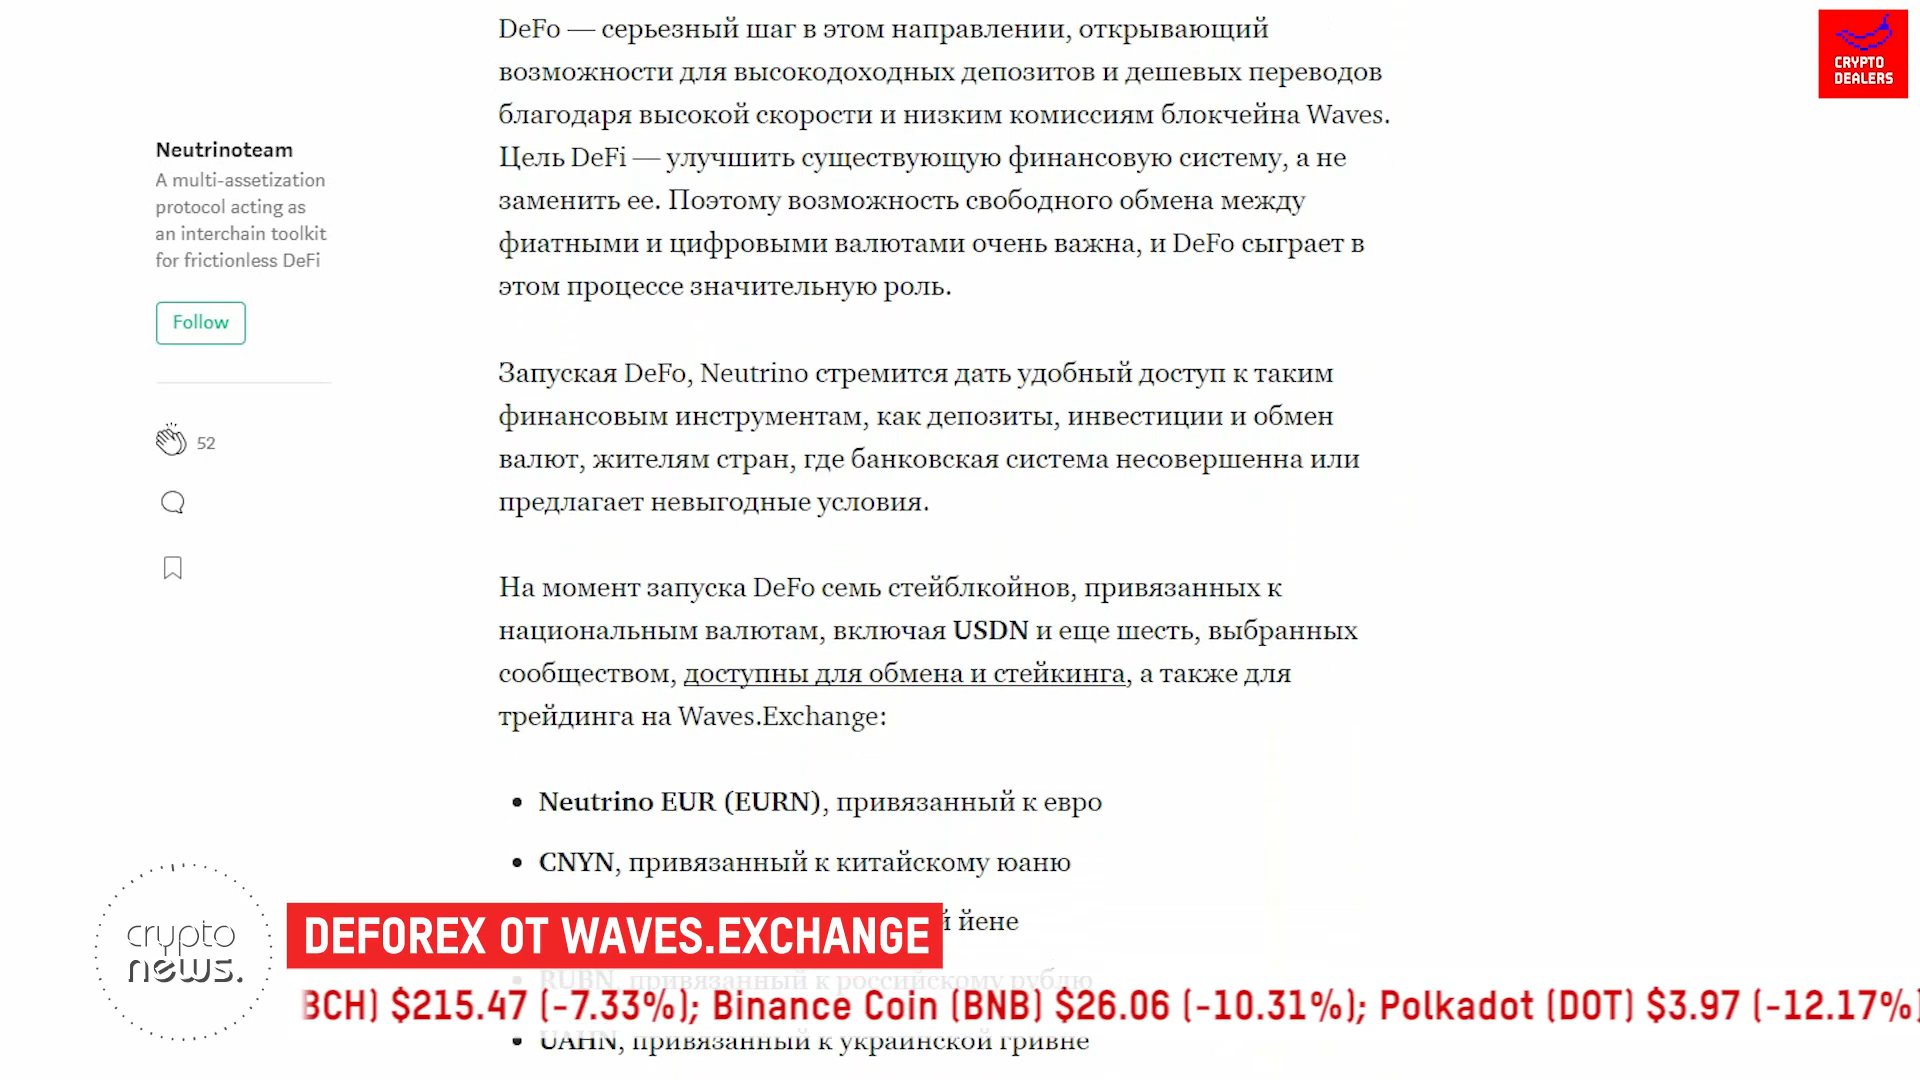 DeFo — серьезный шаг в этом направлении, открывающий
возможности для высокодоходных депозитов и дешевых переводов
благодаря высокой скорости и низким комиссиям блокчейна Waves.
Цель DeFi — улучшить существующую финансовую систему, а не
заменить ее. Поэтому возможность свободного обмена между
фиатными и цифровыми валютами очень важна, и DeFo сыграет в
этом процессе значительную роль.
CRYPTO
DEALERS
Neutrinoteam
A multi-assetization
protocol acting as
an interchain toolkit
for frictionless DeFi
Follow
52
Запуская DeFo, Neutrino стремится дать удобный доступ к таким
финансовым инструментам, как депозиты, инвестиции и обмен
валют, жителям стран, где банковская система несовершенна или
предлагает невыгодные условия.
На момент запуска DeFo семь стейблкойнов, привязанных к
национальным валютам, включая USDN и еще шесть, выбранных
сообществом, доступны для обмена и стейкинга, а также для
трейдинга на Waves.Exchange:
• Neutrino EUR (EURN), привязанный к евро
• CNYN, привязанный к китайскому юаню
й йене
• RUBN, привязанный к российскому рублю
• UAHN, привязанный к украинской гривне
crypto
news.
DEFOREX ОТ WAVES.EXCHANGE
BCH) $215.47 (-7.33%); Binance Coin (BNB) $26.06 (-10.31%); Polkadot (DOT) $3.97 (-12.17%)